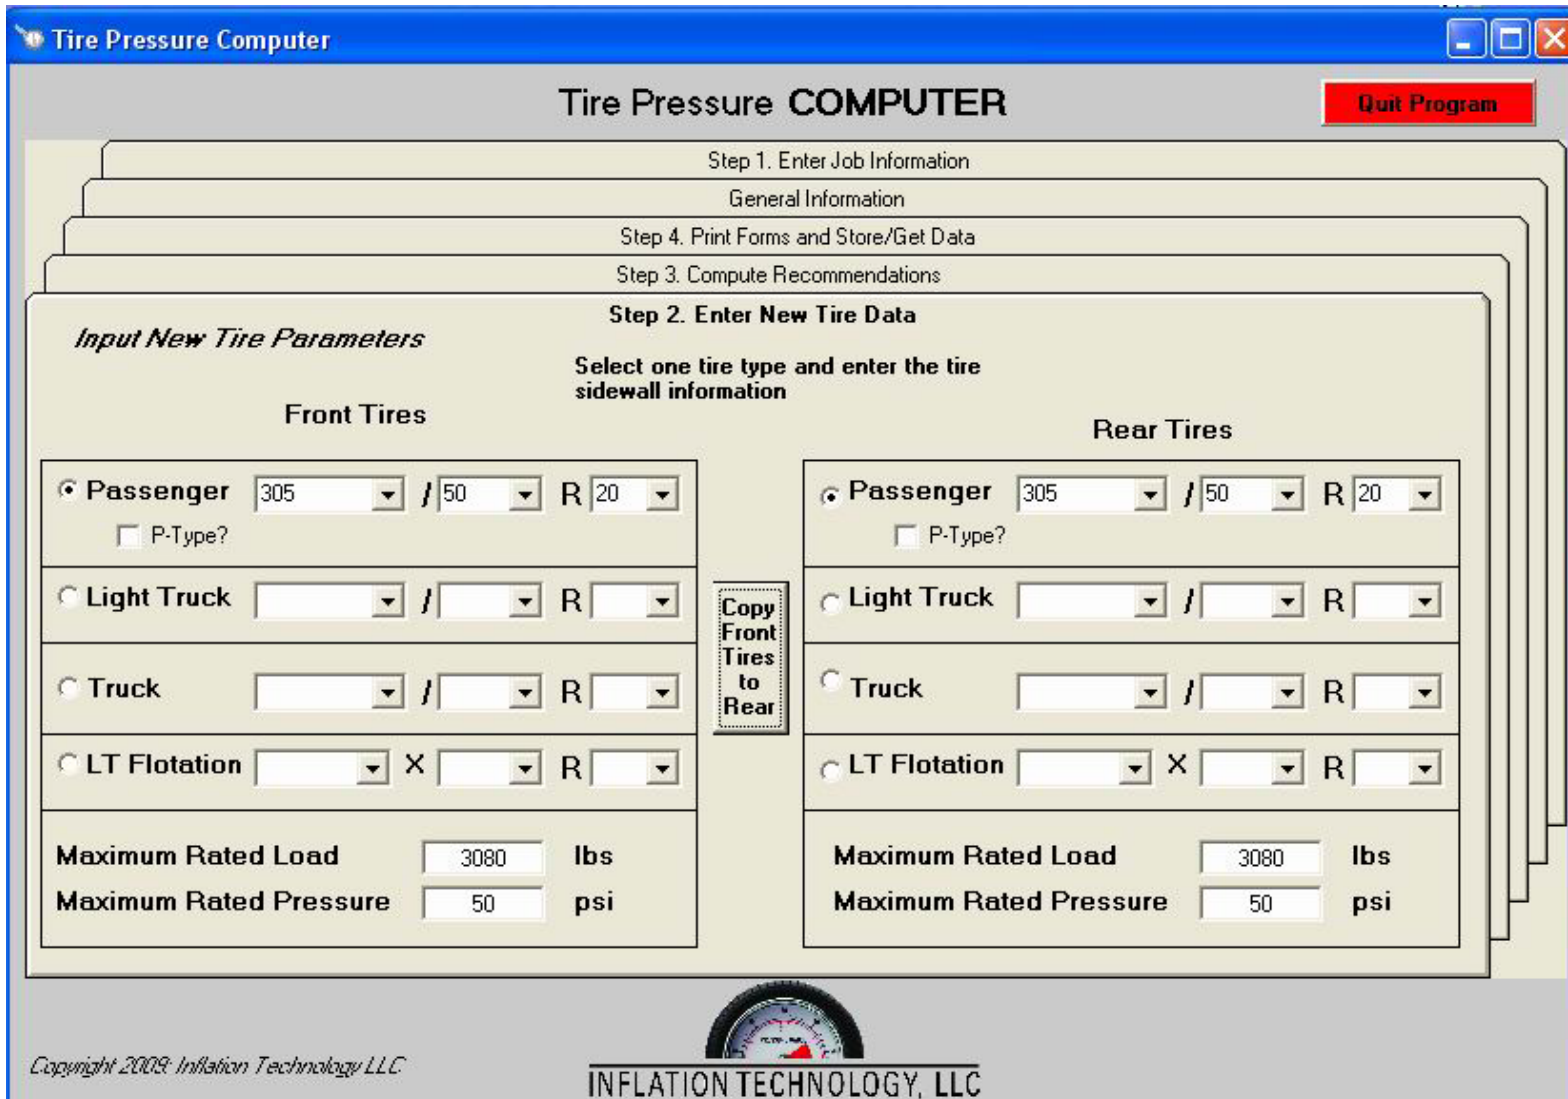 Tire Pressure Computer
Tire Pressure COMPUTER
Quit Program
Step 1. Enter Job Information
General Information
Step 4. Print Forms and Store/Get Data
Step 3. Compute Recommendations
Step 2. Enter New Tire Data
Input New Tire Parameters
Select one tire type and enter the tire
sidewall information
Front Tires
Passenger 305 / 50 R 20
P-Type?
Light Truck / R
Truck / R
LT Flotation X R
Maximum Rated Load 3080 lbs
Maximum Rated Pressure 50 psi
Copy
Front
Tires
to
Rear
Rear Tires
Passenger 305 / 50 R 20
P-Type?
Light Truck / R
Truck / R
LT Flotation X R
Maximum Rated Load 3080 lbs
Maximum Rated Pressure 50 psi
Copyright 2009: Inflation Technology LLC
INFLATION TECHNOLOGY, LLC